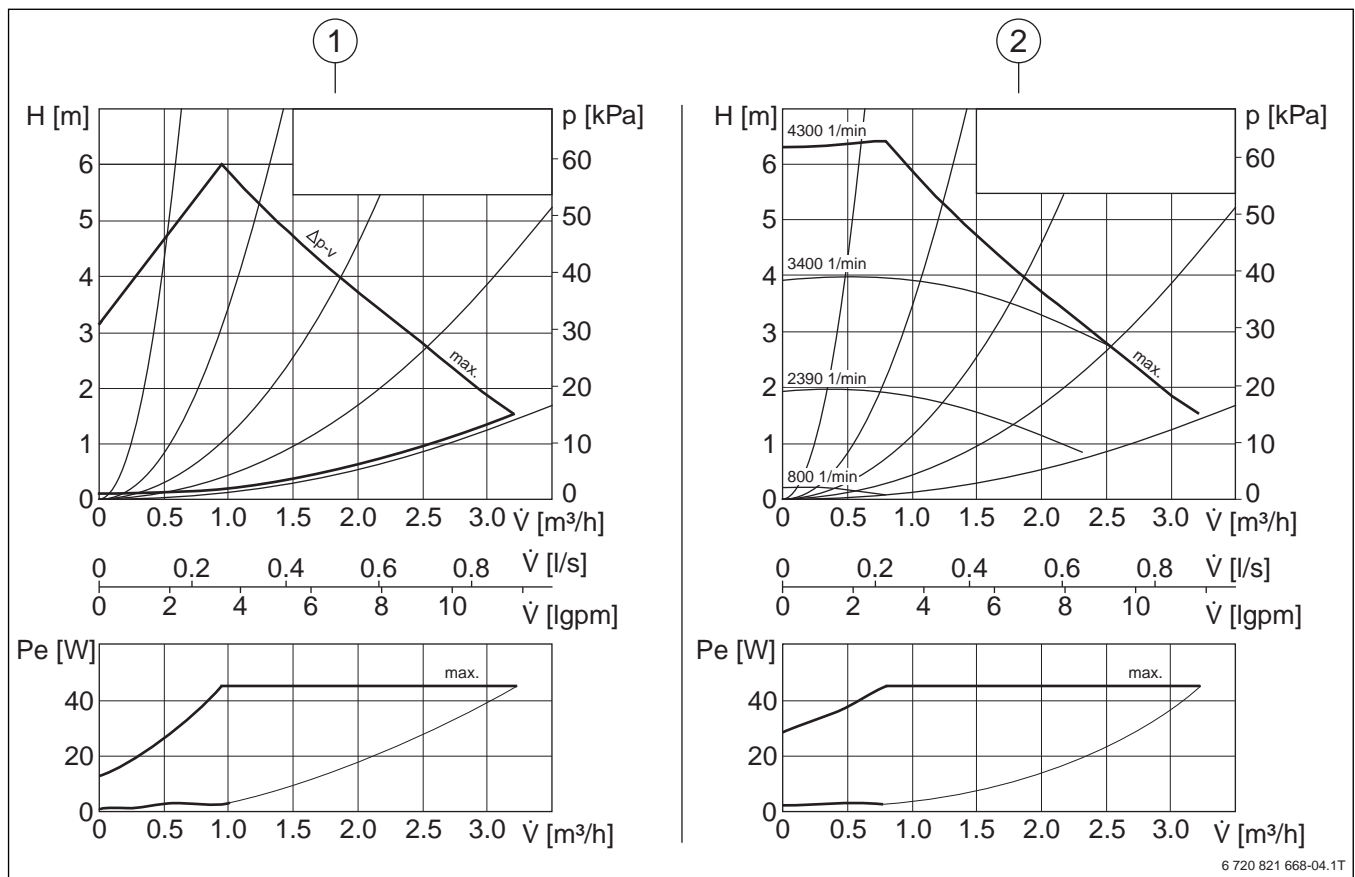 1
H [m]
p [kPa]
6
5
4
3
2
1
0
60
50
40
30
20
10
0
Δp-v
max.
0 0.5 1.0 1.5 2.0 2.5 3.0 V̇ [m³/h]
0 0.2 0.4 0.6 0.8 V̇ [l/s]
0 2 4 6 8 10 V̇ [lgpm]
Pe [W]
40
20
0
max.
0 0.5 1.0 1.5 2.0 2.5 3.0 V̇ [m³/h]
2
H [m]
p [kPa]
6
5
4
3
2
1
0
60
50
40
30
20
10
0
4300 1/min
3400 1/min
2390 1/min
800 1/min
max.
0 0.5 1.0 1.5 2.0 2.5 3.0 V̇ [m³/h]
0 0.2 0.4 0.6 0.8 V̇ [l/s]
0 2 4 6 8 10 V̇ [lgpm]
Pe [W]
40
20
0
max.
0 0.5 1.0 1.5 2.0 2.5 3.0 V̇ [m³/h]
6 720 821 668-04.1T